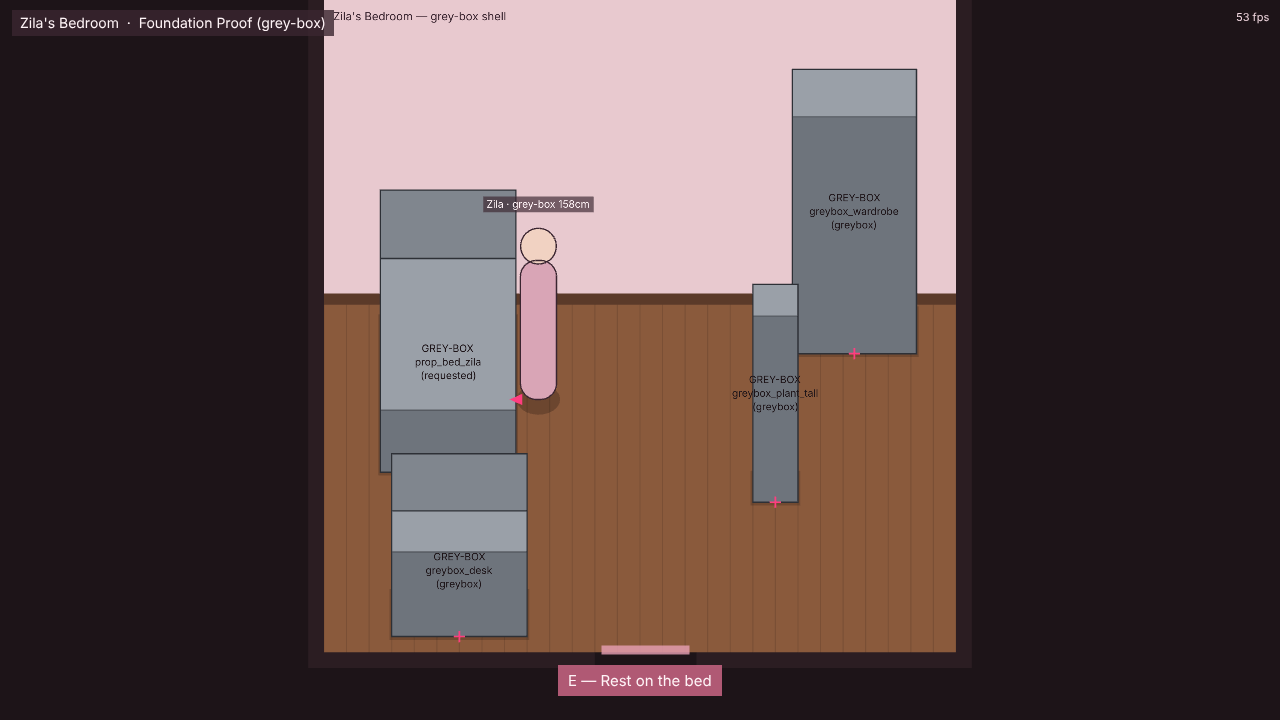 Zila's Bedroom · Foundation Proof (grey-box)
Zila's Bedroom — grey-box shell
53 fps
GREY-BOX
greybox_wardrobe
(greybox)
Zila · grey-box 158cm
GREY-BOX
prop_bed_zila
(requested)
GREY-BOX
greybox_plant_tall
(greybox)
GREY-BOX
greybox_desk
(greybox)
E — Rest on the bed